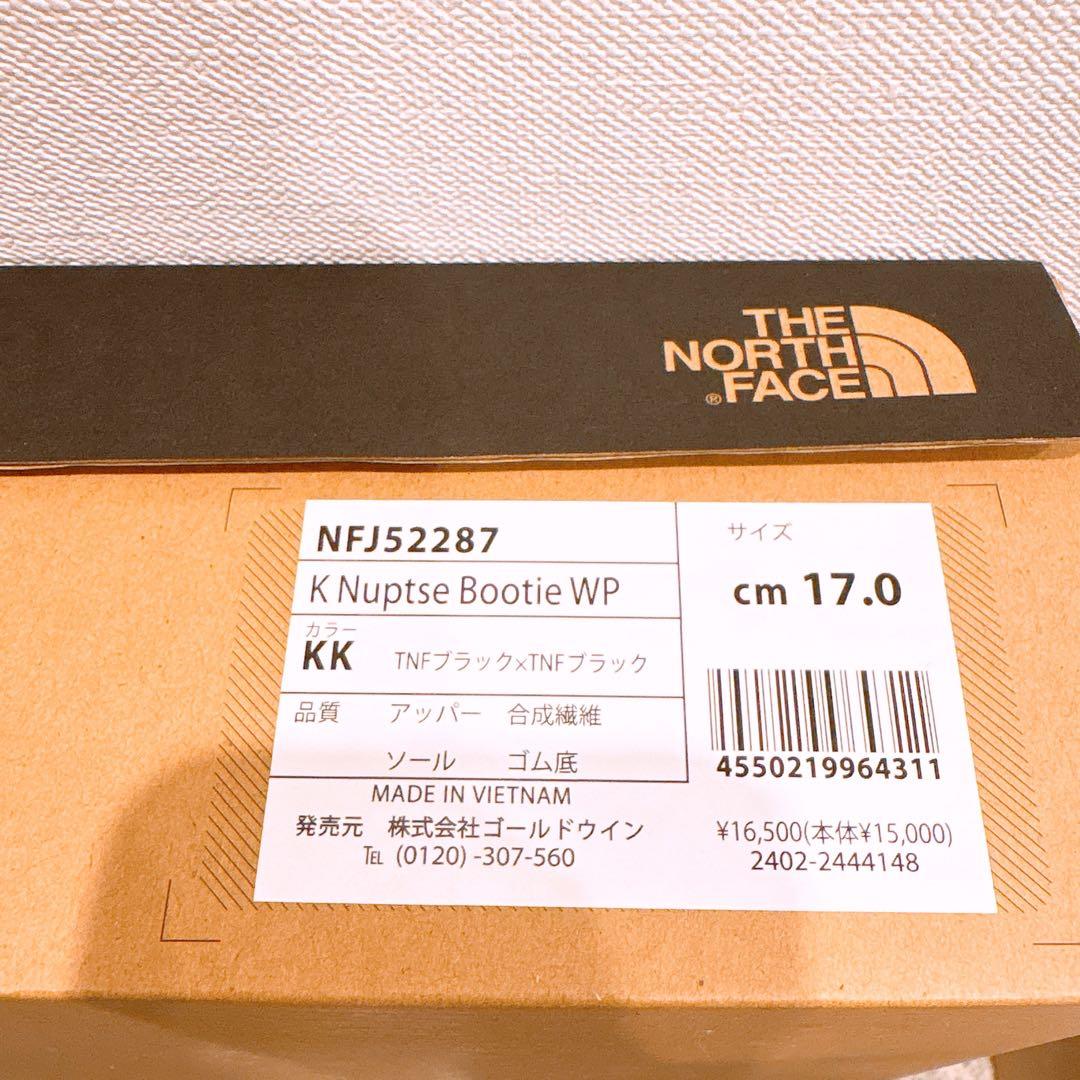 THE
NORTH
FACE
®
NFJ52287
K Nuptse Bootie WP
カラー
KK TNFブラック×TNFブラック
品質 アッパー 合成繊維
ソール ゴム底
MADE IN VIETNAM
発売元 株式会社ゴールドウイン
℡ (0120) -307-560
サイズ
cm 17.0
4550219964311
¥16,500(本体¥15,000)
2402-2444148